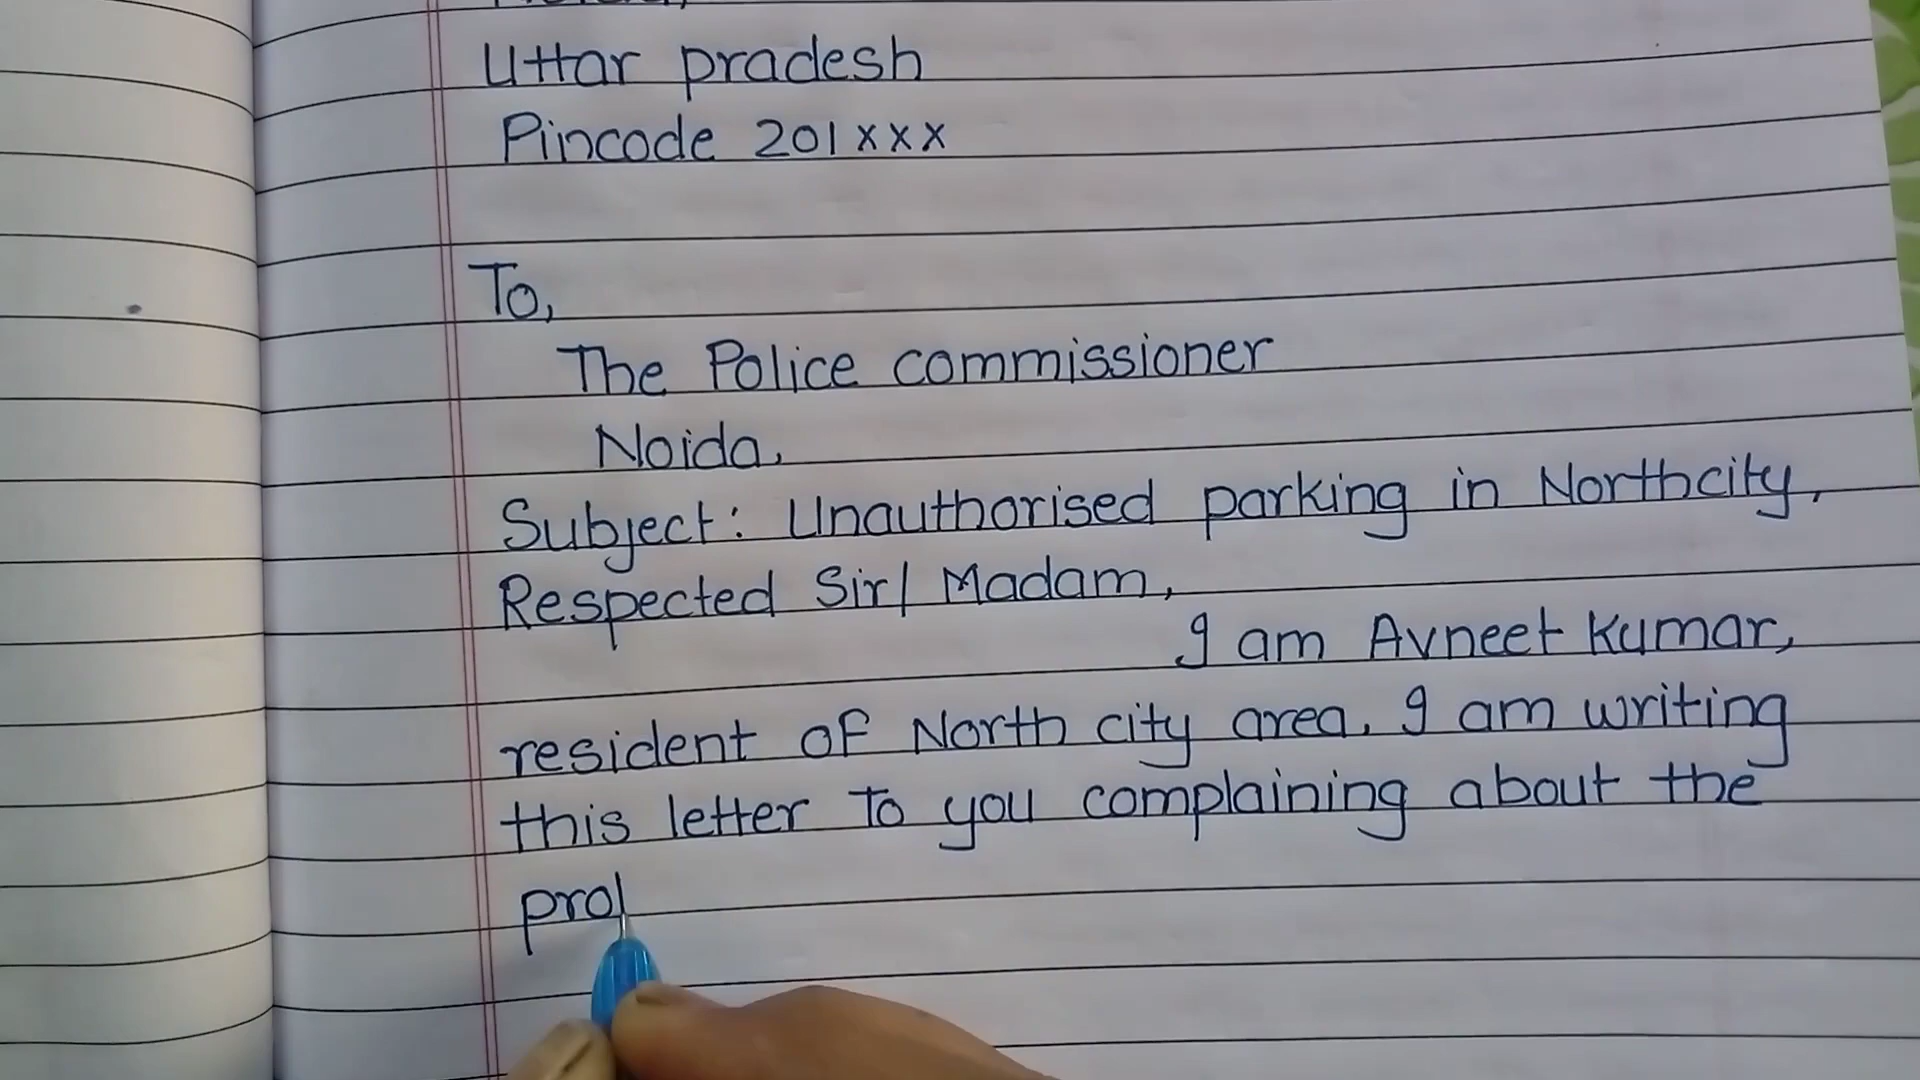 Uttar pradesh
Pincode 201xxx
To,
The Police commissioner
Noida,
Subject: Unauthorised parking in Northcity,
Respected Sir/ Madam,
I am Avneet Kumar,
resident of North city area. I am writing
this letter to you complaining about the